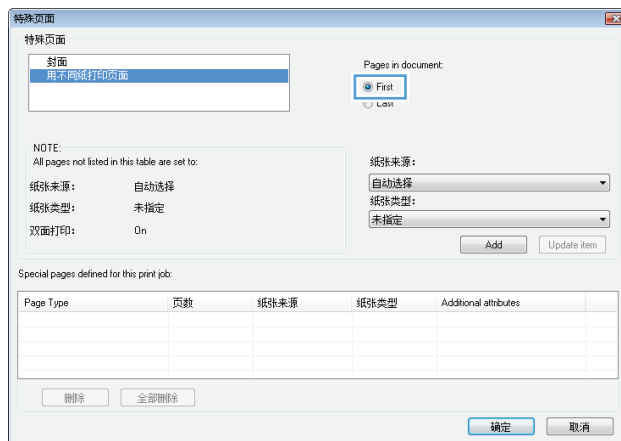 特殊页面
特殊页面
封面
用不同纸打印页面
Pages in document:
First
Last
NOTE:
All pages not listed in this table are set to:
纸张来源: 自动选择
纸张类型: 未指定
双面打印: On
纸张来源:
自动选择
纸张类型:
未指定
Add Update item
Special pages defined for this print job:
Page Type 页数 纸张来源 纸张类型 Additional attributes
删除 全部删除
确定 取消